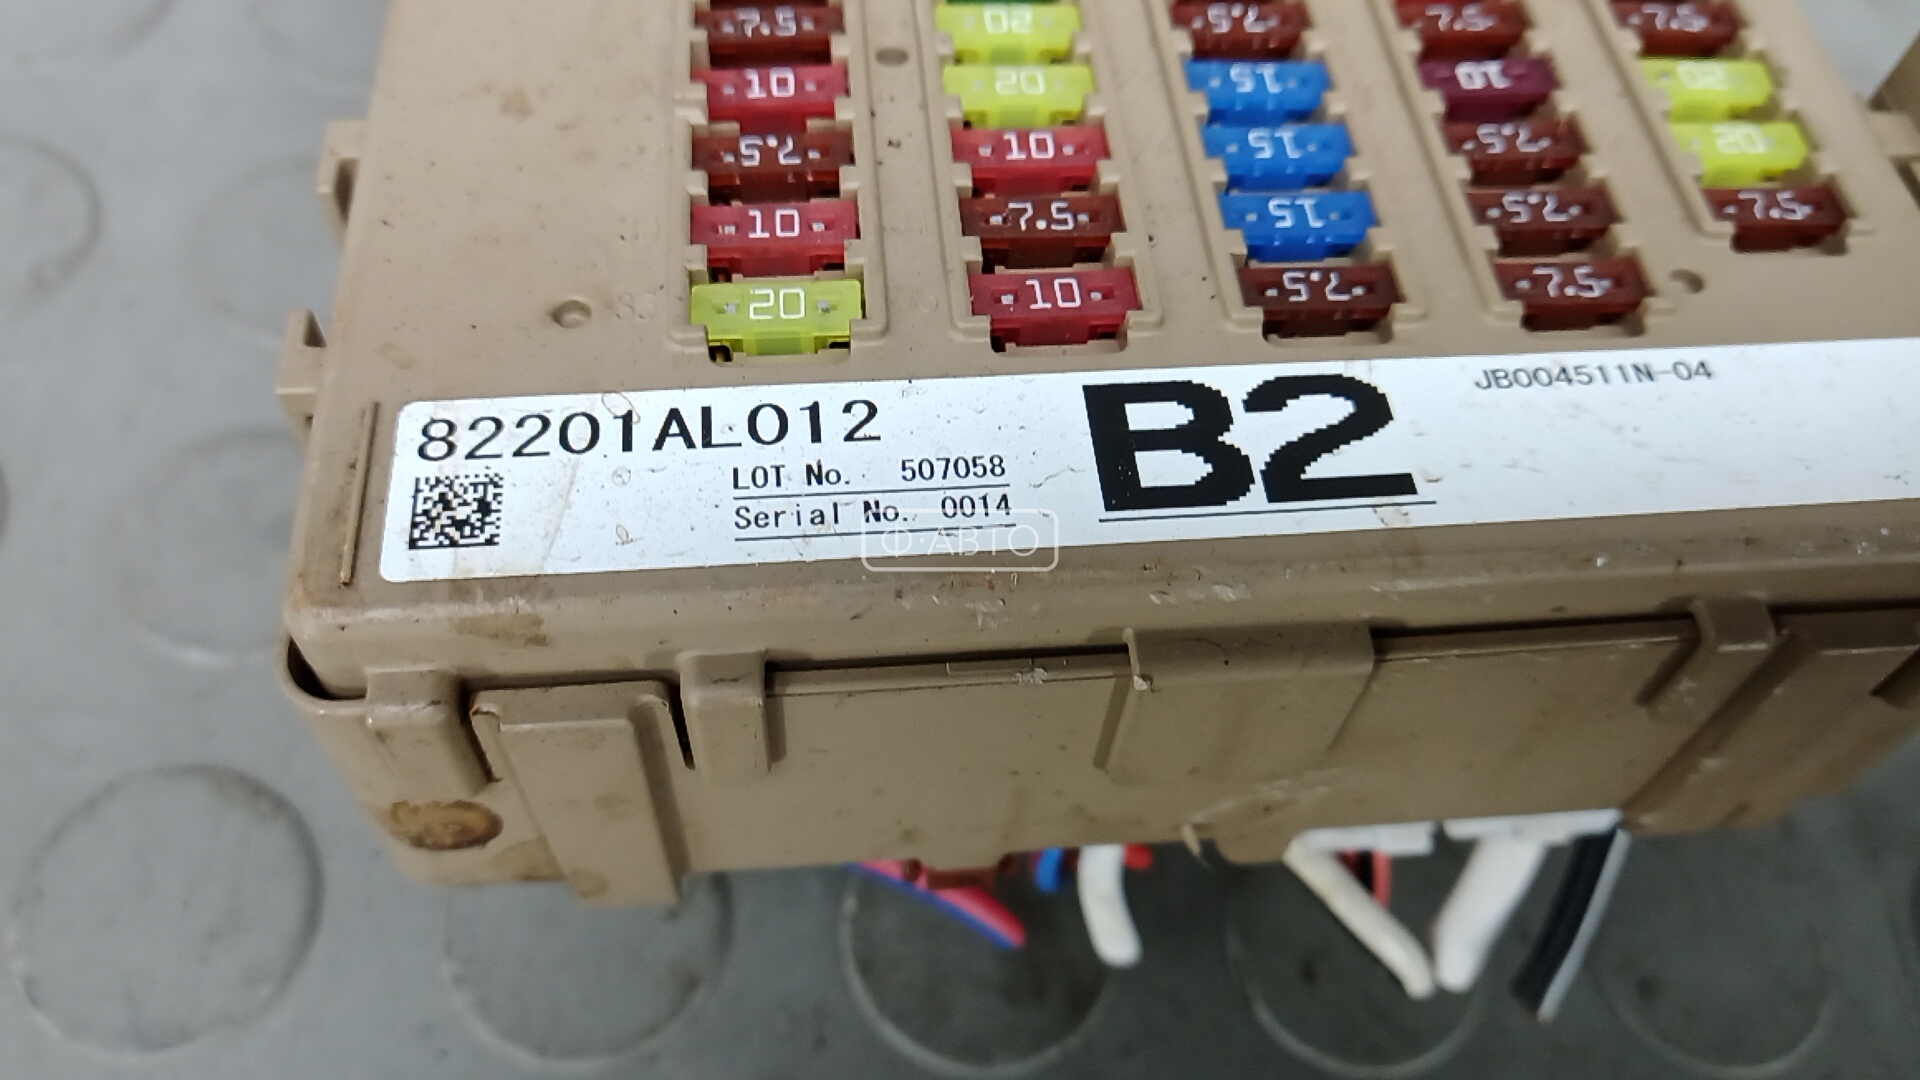 7.5 20 7.5 7.5 7.5
10 20 15 10 20
7.5 10 15 7.5 20
10 7.5 15 7.5 7.5
20 10 7.5 7.5
82201AL012
LOT No. 507058
Serial No. 0014
B2
JB004511N-04
Ф·АВТО